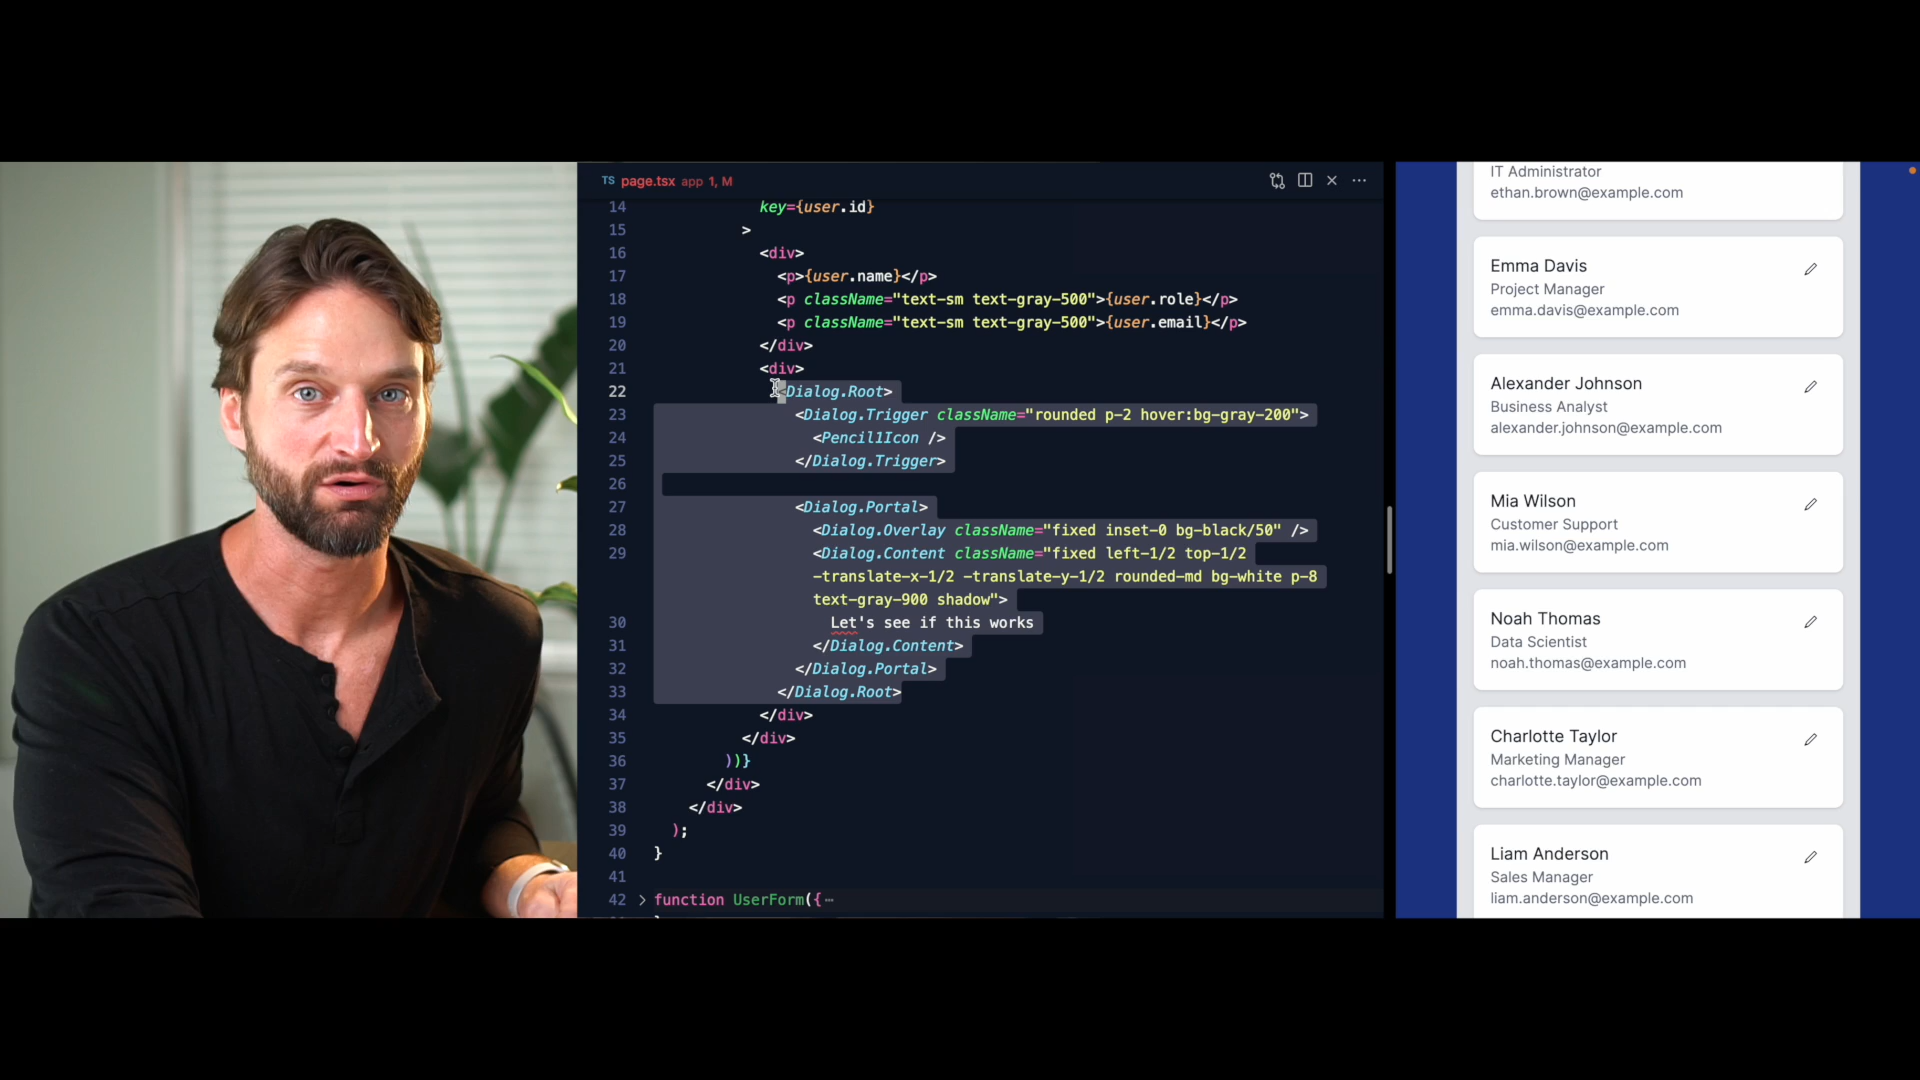 TS page.tsx app 1, M
14 key={user.id}
15 >
16 <div>
17 <p>{user.name}</p>
18 <p className="text-sm text-gray-500">{user.role}</p>
19 <p className="text-sm text-gray-500">{user.email}</p>
20 </div>
21 <div>
22 <Dialog.Root>
23 <Dialog.Trigger className="rounded p-2 hover:bg-gray-200">
24 <Pencil1Icon />
25 </Dialog.Trigger>
26
27 <Dialog.Portal>
28 <Dialog.Overlay className="fixed inset-0 bg-black/50" />
29 <Dialog.Content className="fixed left-1/2 top-1/2
-translate-x-1/2 -translate-y-1/2 rounded-md bg-white p-8
text-gray-900 shadow">
30 Let's see if this works
31 </Dialog.Content>
32 </Dialog.Portal>
33 </Dialog.Root>
34 </div>
35 </div>
36 ))}
37 </div>
38 </div>
39 );
40 }
41
42 function UserForm({
IT Administrator
ethan.brown@example.com
Emma Davis
Project Manager
emma.davis@example.com
Alexander Johnson
Business Analyst
alexander.johnson@example.com
Mia Wilson
Customer Support
mia.wilson@example.com
Noah Thomas
Data Scientist
noah.thomas@example.com
Charlotte Taylor
Marketing Manager
charlotte.taylor@example.com
Liam Anderson
Sales Manager
liam.anderson@example.com